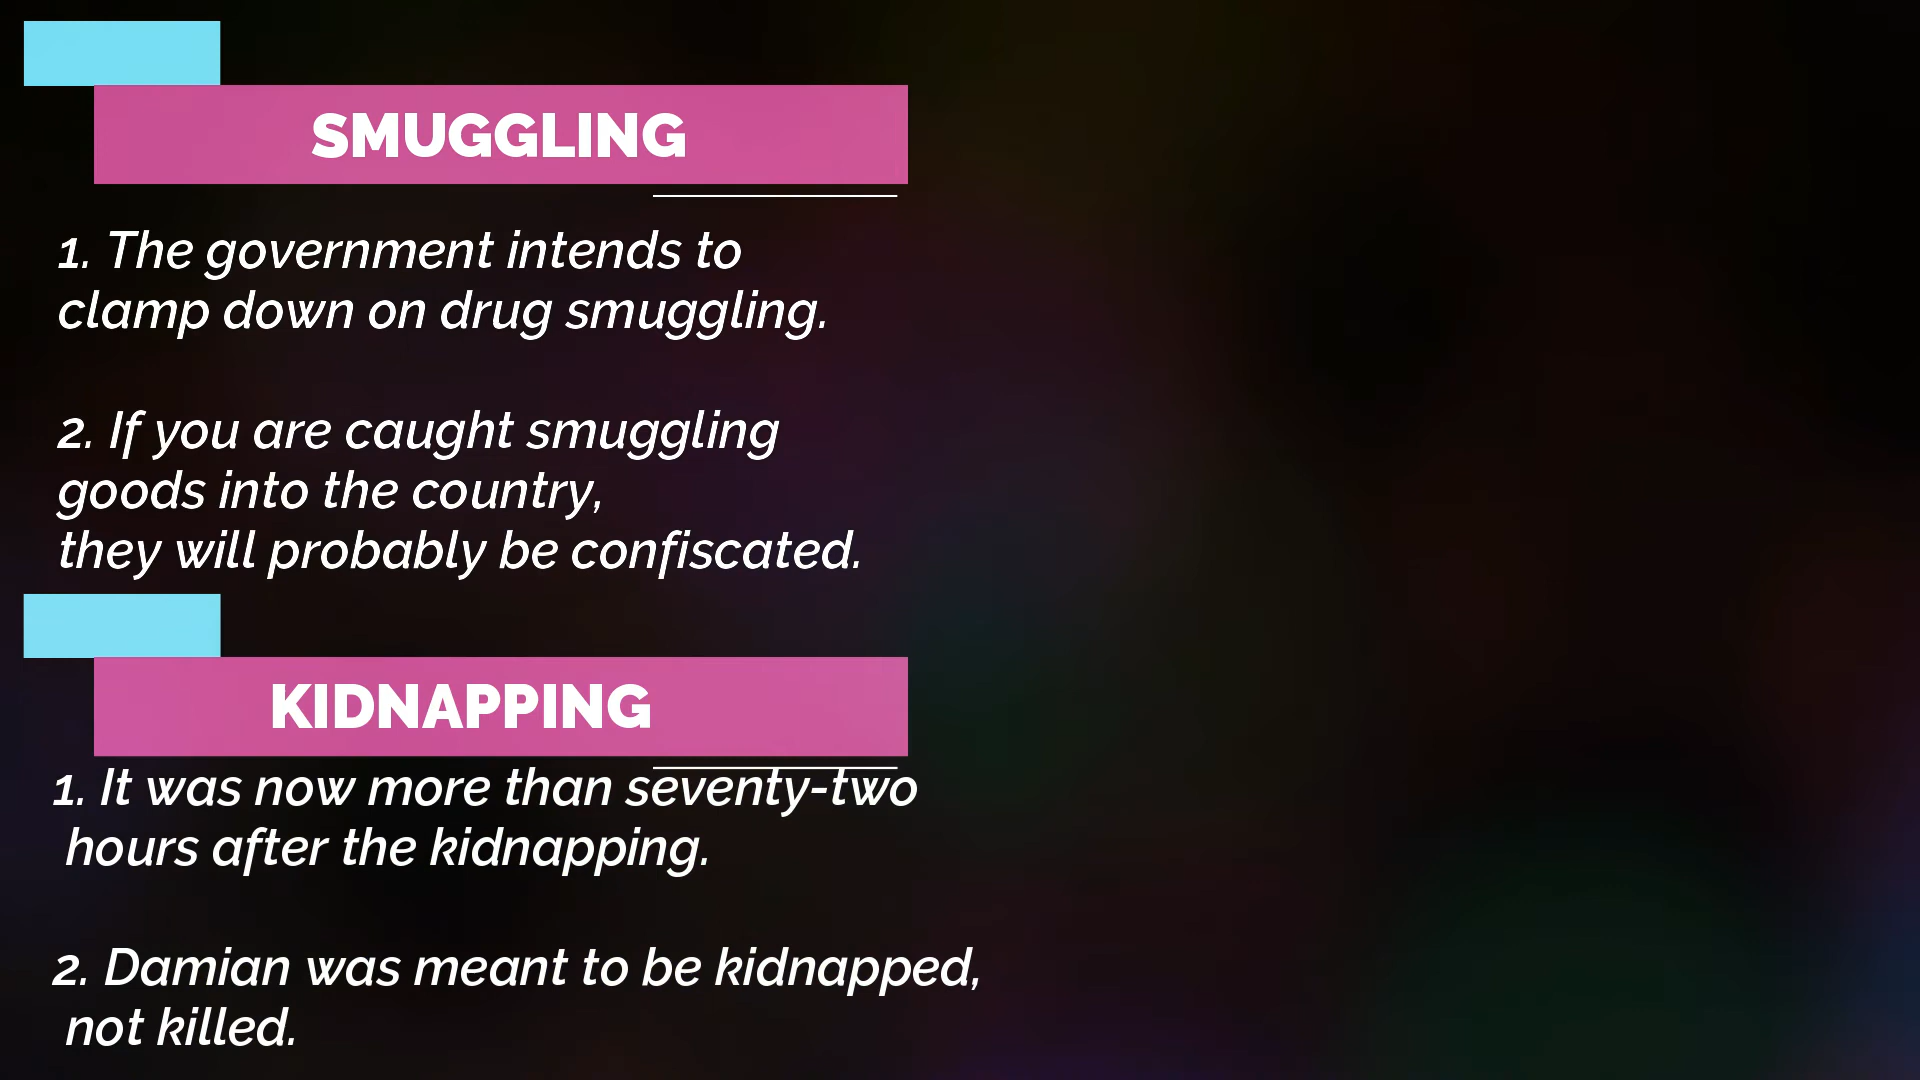 SMUGGLING
1. The government intends to
clamp down on drug smuggling.
2. If you are caught smuggling
goods into the country,
they will probably be confiscated.
KIDNAPPING
1. It was now more than seventy-two
hours after the kidnapping.
2. Damian was meant to be kidnapped,
not killed.